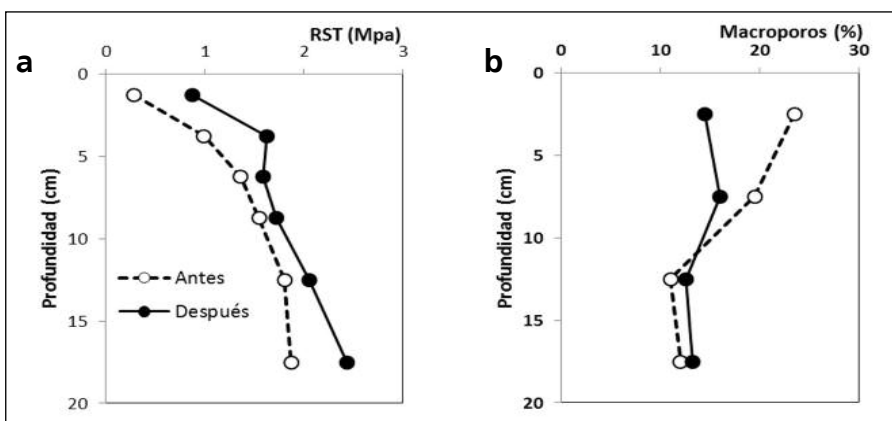 a
RST (Mpa)
0 1 2 3
0
5
10
15
20
Profundidad (cm)
Antes
Después
b
Macroporos (%)
0 10 20 30
0
5
10
15
20
Profundidad (cm)